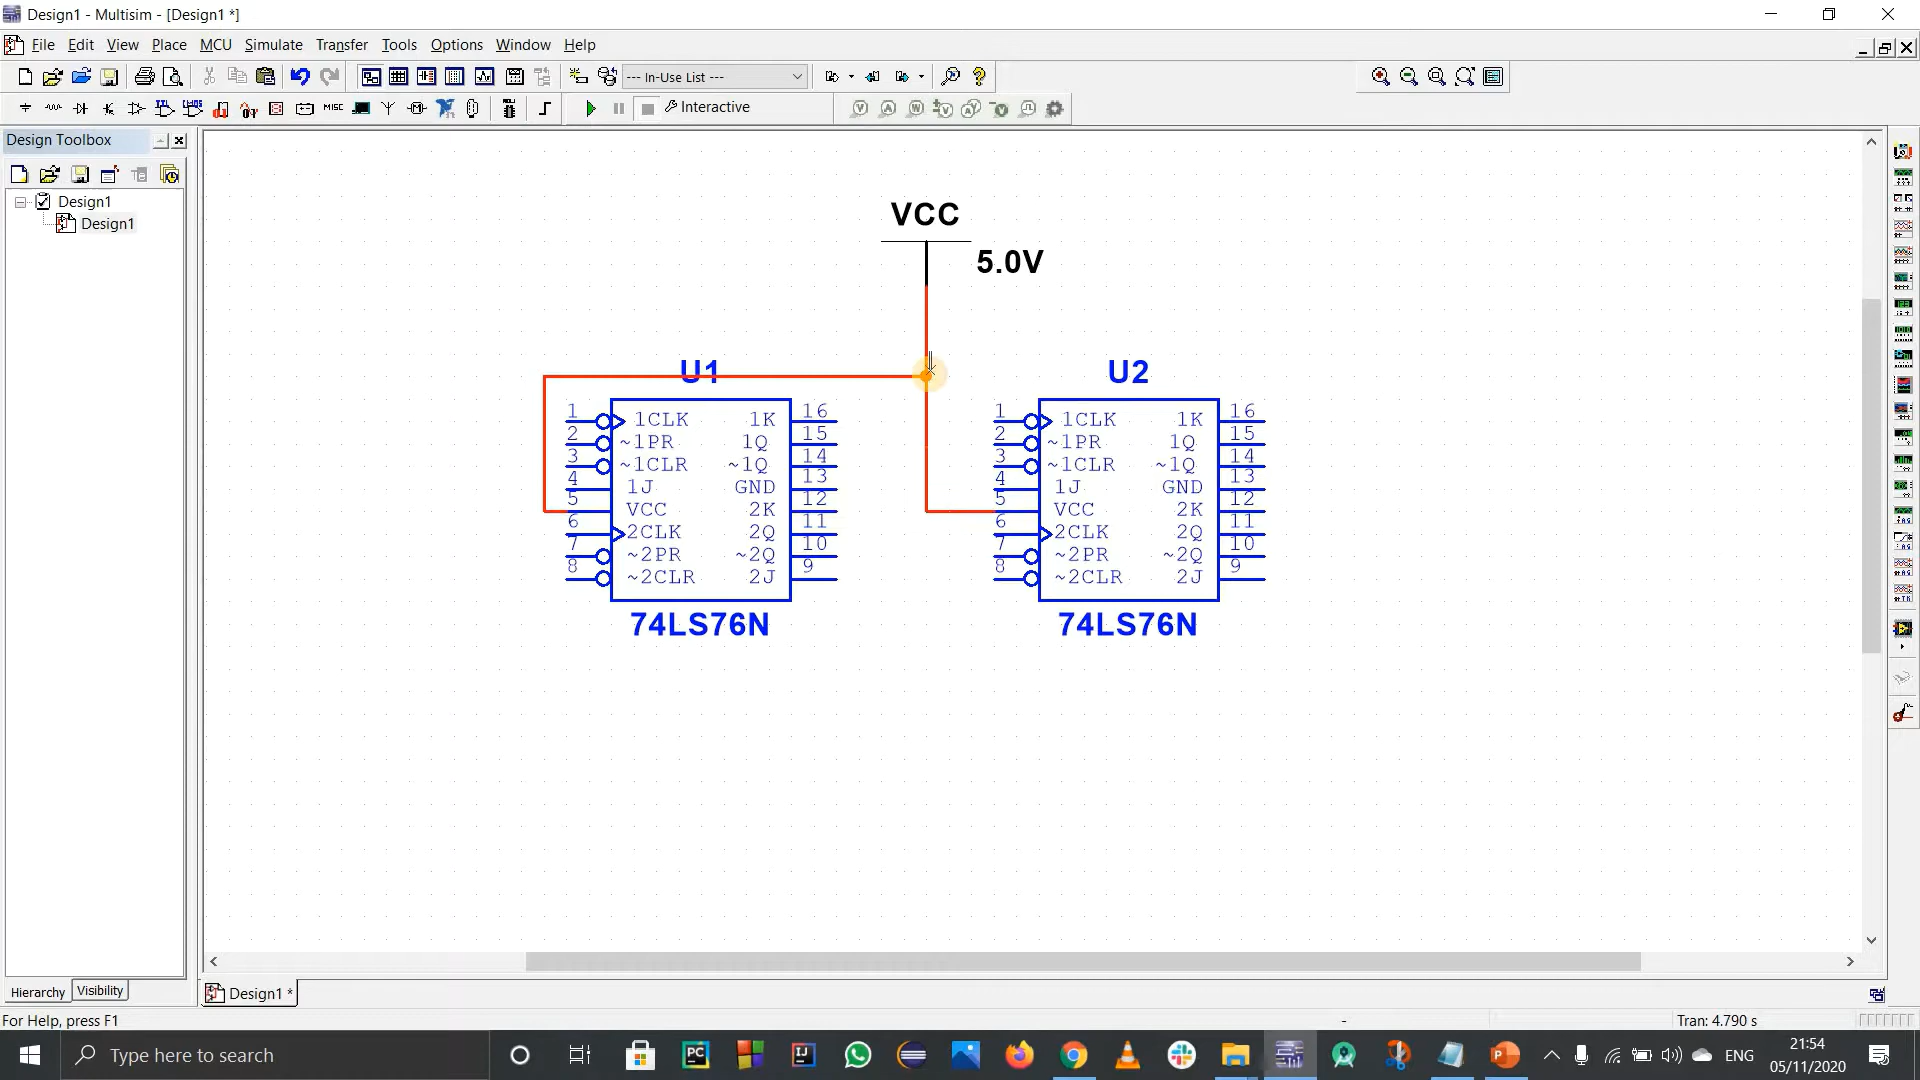 Design1 - Multisim - [Design1 *]
File Edit View Place MCU Simulate Transfer Tools Options Window Help
--- In-Use List ---
MISC Interactive
Design Toolbox
Design1
Design1
VCC
5.0V
U1
1 1CLK 1K 16
2 ~1PR 1Q 15
3 ~1CLR ~1Q 14
4 1J GND 13
5 VCC 2K 12
6 2CLK 2Q 11
7 ~2PR ~2Q 10
8 ~2CLR 2J 9
74LS76N
U2
1 1CLK 1K 16
2 ~1PR 1Q 15
3 ~1CLR ~1Q 14
4 1J GND 13
5 VCC 2K 12
6 2CLK 2Q 11
7 ~2PR ~2Q 10
8 ~2CLR 2J 9
74LS76N
Hierarchy Visibility
Design1 *
For Help, press F1
-
Tran: 4.790 s
Type here to search
PC
IJ
P
ENG
21:54
05/11/2020